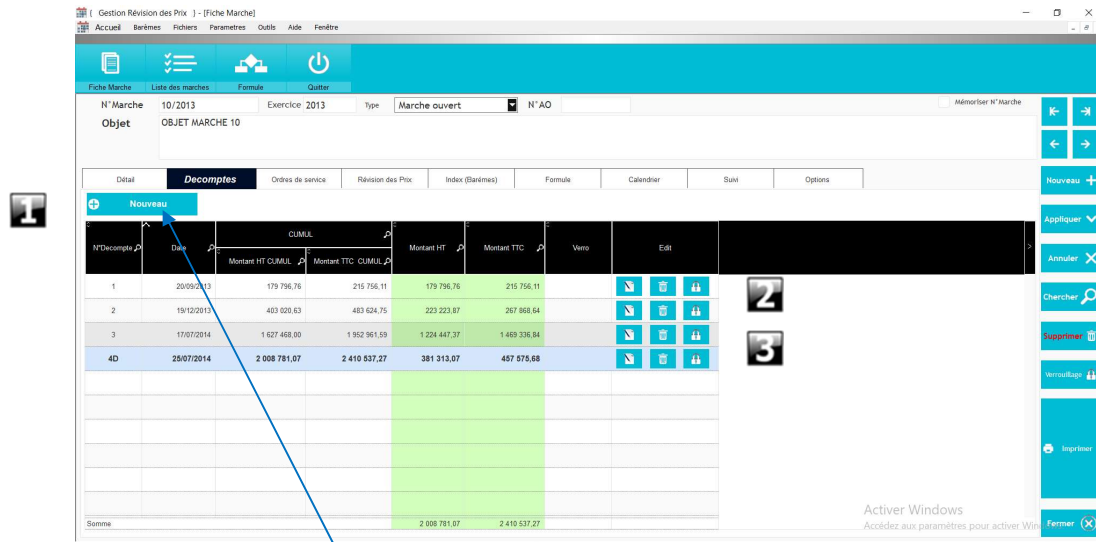 { Gestion Révision des Prix } - [Fiche Marche]
Accueil Barèmes Fichiers Parametres Outils Aide Fenêtre
Fiche Marche Liste des marches Formule Quitter
N°Marche 10/2013 Exercice 2013 Type Marche ouvert N°AO Mémoriser N°Marche
Objet OBJET MARCHE 10
Détail Decomptes Ordres de service Révision des Prix Index (Barèmes) Formule Calendrier Suivi Options
1
Nouveau
N°Decompte Date CUMUL Montant HT Montant TTC Verro Edit
Montant HT CUMUL Montant TTC CUMUL
1 20/09/2013 179 796,76 215 756,11 179 796,76 215 756,11
2
2 19/12/2013 403 020,63 483 624,75 223 223,87 267 868,64
3 17/07/2014 1 627 468,00 1 952 961,59 1 224 447,37 1 469 336,84
3
4D 25/07/2014 2 008 781,07 2 410 537,27 381 313,07 457 575,68
Somme 2 008 781,07 2 410 537,27
Nouveau
Appliquer
Annuler
Chercher
Supprimer
Verrouillage
Imprimer
Fermer
Activer Windows
Accédez aux paramètres pour activer Win